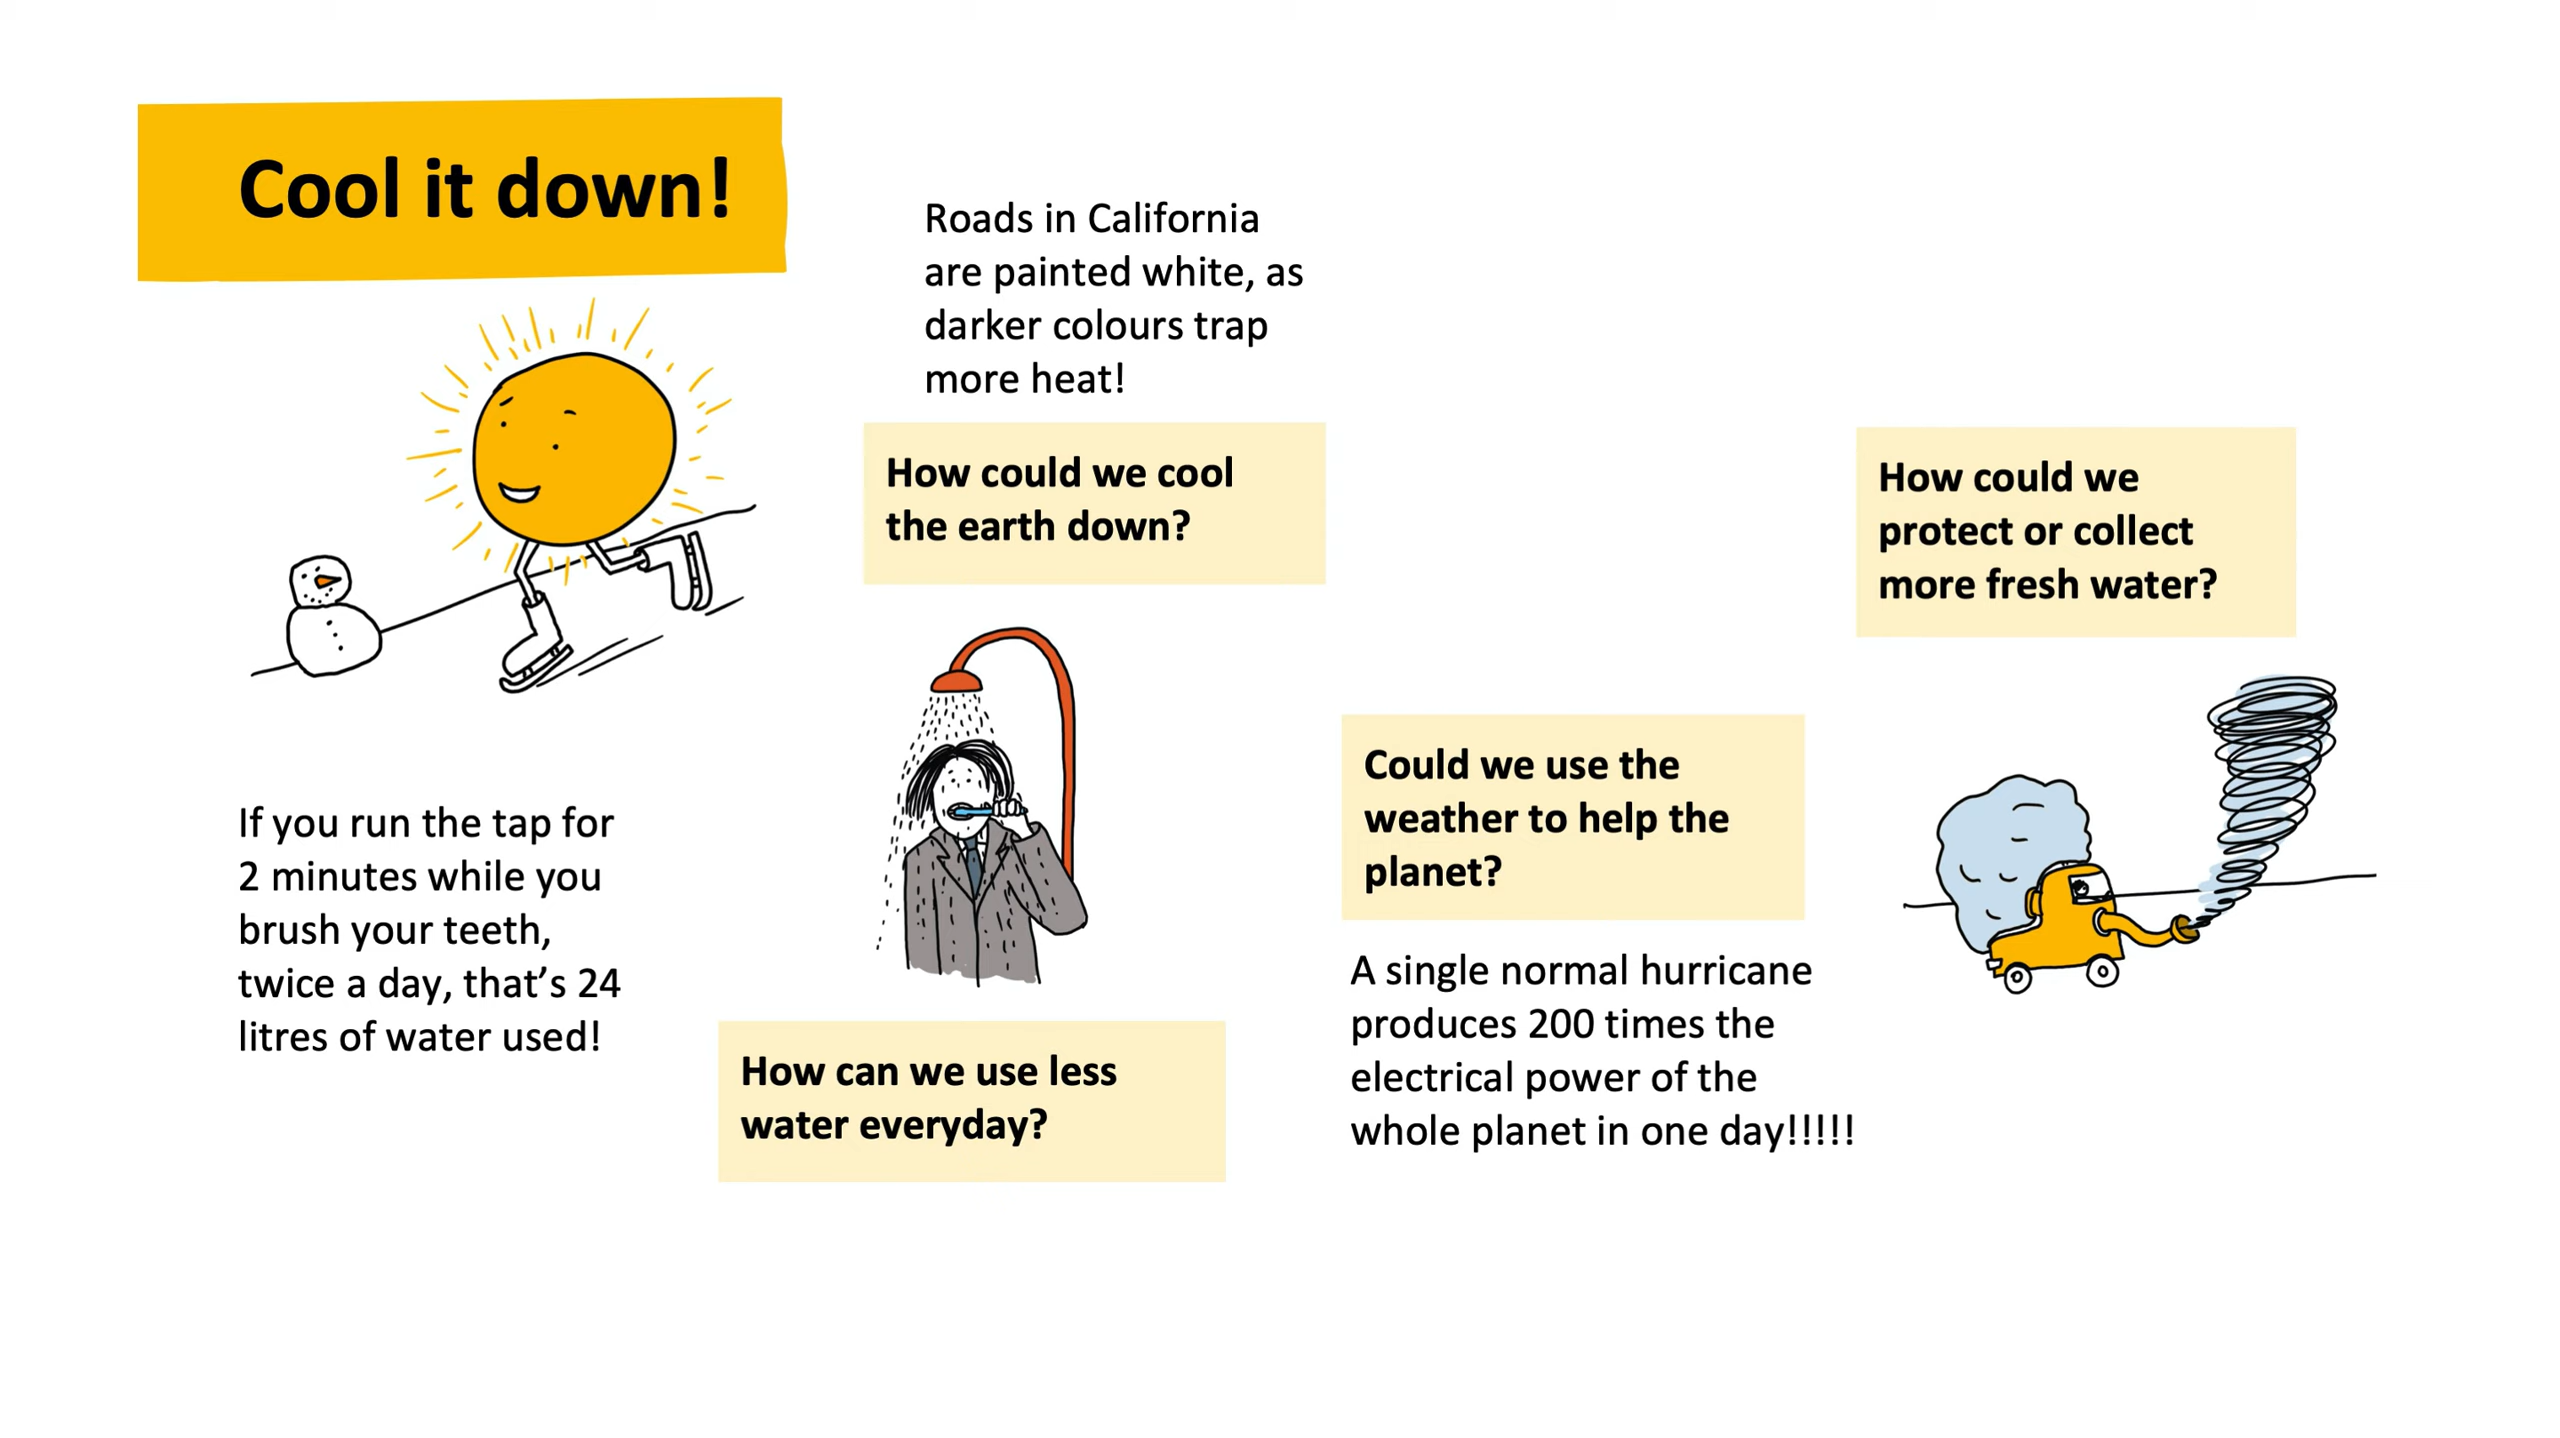 Cool it down!
Roads in California
are painted white, as
darker colours trap
more heat!
How could we cool
the earth down?
How could we
protect or collect
more fresh water?
If you run the tap for
2 minutes while you
brush your teeth,
twice a day, that’s 24
litres of water used!
How can we use less
water everyday?
Could we use the
weather to help the
planet?
A single normal hurricane
produces 200 times the
electrical power of the
whole planet in one day!!!!!